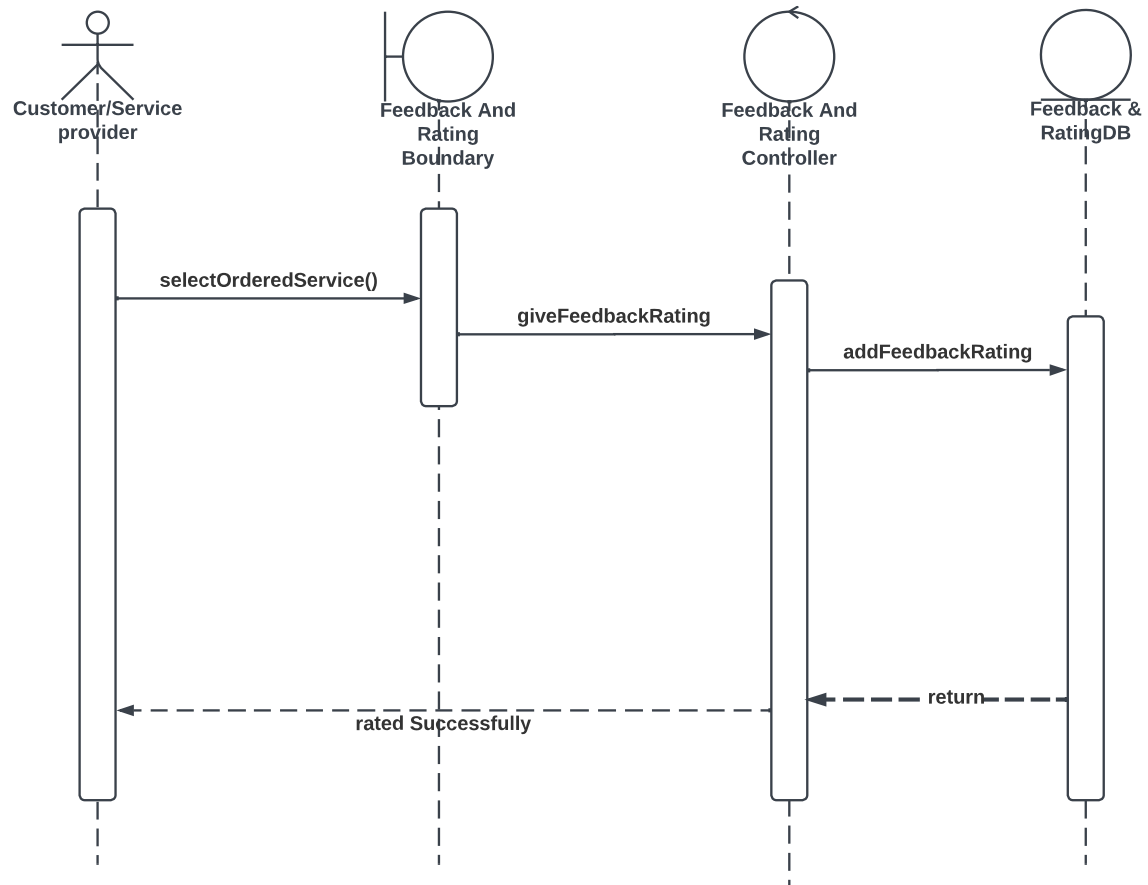 Customer/Service
provider
Feedback And
Rating
Boundary
Feedback And
Rating
Controller
Feedback &
RatingDB
selectOrderedService()
giveFeedbackRating
addFeedbackRating
return
rated Successfully